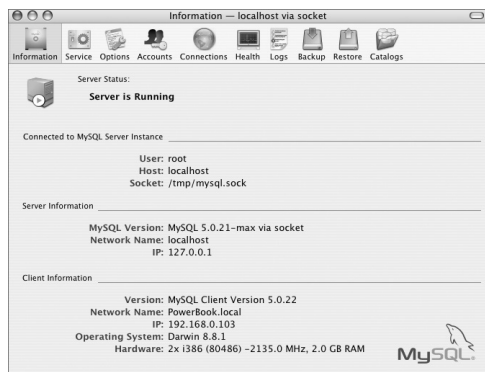 Information — localhost via socket
Information Service Options Accounts Connections Health Logs Backup Restore Catalogs
Server Status:
Server is Running
Connected to MySQL Server Instance
User: root
Host: localhost
Socket: /tmp/mysql.sock
Server Information
MySQL Version: MySQL 5.0.21-max via socket
Network Name: localhost
IP: 127.0.0.1
Client Information
Version: MySQL Client Version 5.0.22
Network Name: PowerBook.local
IP: 192.168.0.103
Operating System: Darwin 8.8.1
Hardware: 2x i386 (80486) -2135.0 MHz, 2.0 GB RAM
MySQL.